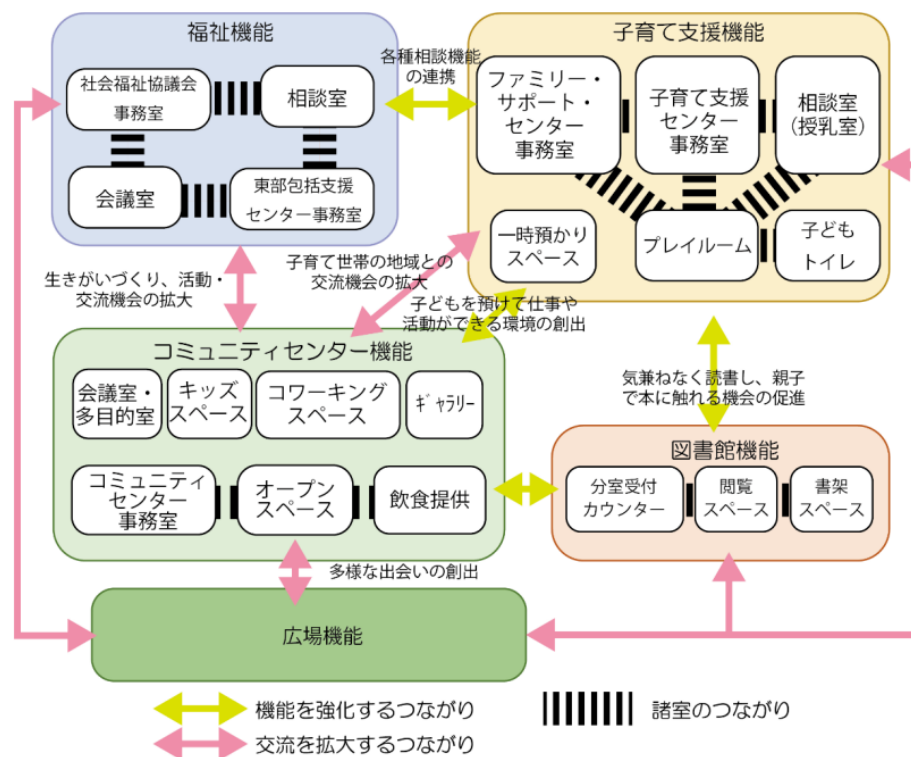 福祉機能
社会福祉協議会
事務室
相談室
会議室
東部包括支援
センター事務室
各種相談機能
の連携
子育て支援機能
ファミリー・
サポート・
センター
事務室
子育て支援
センター
事務室
相談室
(授乳室)
一時預かり
スペース
プレイルーム
子ども
トイレ
生きがいづくり、活動・
交流機会の拡大
子育て世帯の地域との
交流機会の拡大
子どもを預けて仕事や
活動ができる環境の創出
コミュニティセンター機能
会議室・
多目的室
キッズ
スペース
コワーキング
スペース
ギャラリー
コミュニティ
センター
事務室
オープン
スペース
飲食提供
気兼ねなく読書し、親子
で本に触れる機会の促進
図書館機能
分室受付
カウンター
閲覧
スペース
書架
スペース
多様な出会いの創出
広場機能
機能を強化するつながり
諸室のつながり
交流を拡大するつながり